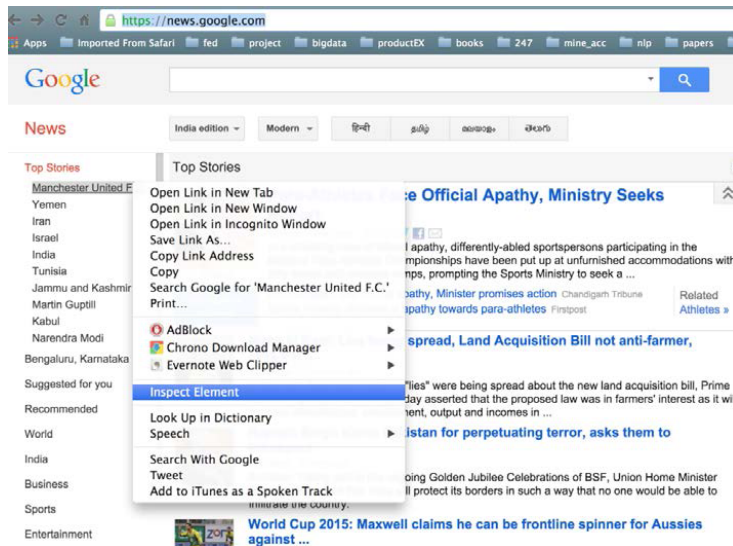 https://news.google.com
Apps Imported From Safari fed project bigdata productEX books 247 mine_acc nlp papers
Google
News
India edition Modern हिन्दी தமிழ் മലയാളം తెలుగు
Top Stories
Manchester United F
Yemen
Iran
Israel
India
Tunisia
Jammu and Kashmir
Martin Guptill
Kabul
Narendra Modi
Bengaluru, Karnataka
Suggested for you
Recommended
World
India
Business
Sports
Entertainment
Top Stories
Open Link in New Tab
Open Link in New Window
Open Link in Incognito Window
Save Link As...
Copy Link Address
Copy
Search Google for 'Manchester United F.C.'
Print...
AdBlock
Chrono Download Manager
Evernote Web Clipper
Inspect Element
Look Up in Dictionary
Speech
Search With Google
Tweet
Add to iTunes as a Spoken Track
Official Apathy, Ministry Seeks
apathy, differently-abled sportspersons participating in the
have been put up at unfurnished accommodations with
prompting the Sports Ministry to seek a ...
Minister promises action Chandigarh Tribune
apathy towards para-athletes Firstpost
Related
Athletes »
spread, Land Acquisition Bill not anti-farmer,
"lies" were being spread about the new land acquisition bill, Prime
asserted that the proposed law was in farmers' interest as it wi
output and incomes in ...
for perpetuating terror, asks them to
Golden Jubilee Celebrations of BSF, Union Home Minister
protect its borders in such a way that no one would be able to
infiltrate the country.
World Cup 2015: Maxwell claims he can be frontline spinner for Aussies
against ...